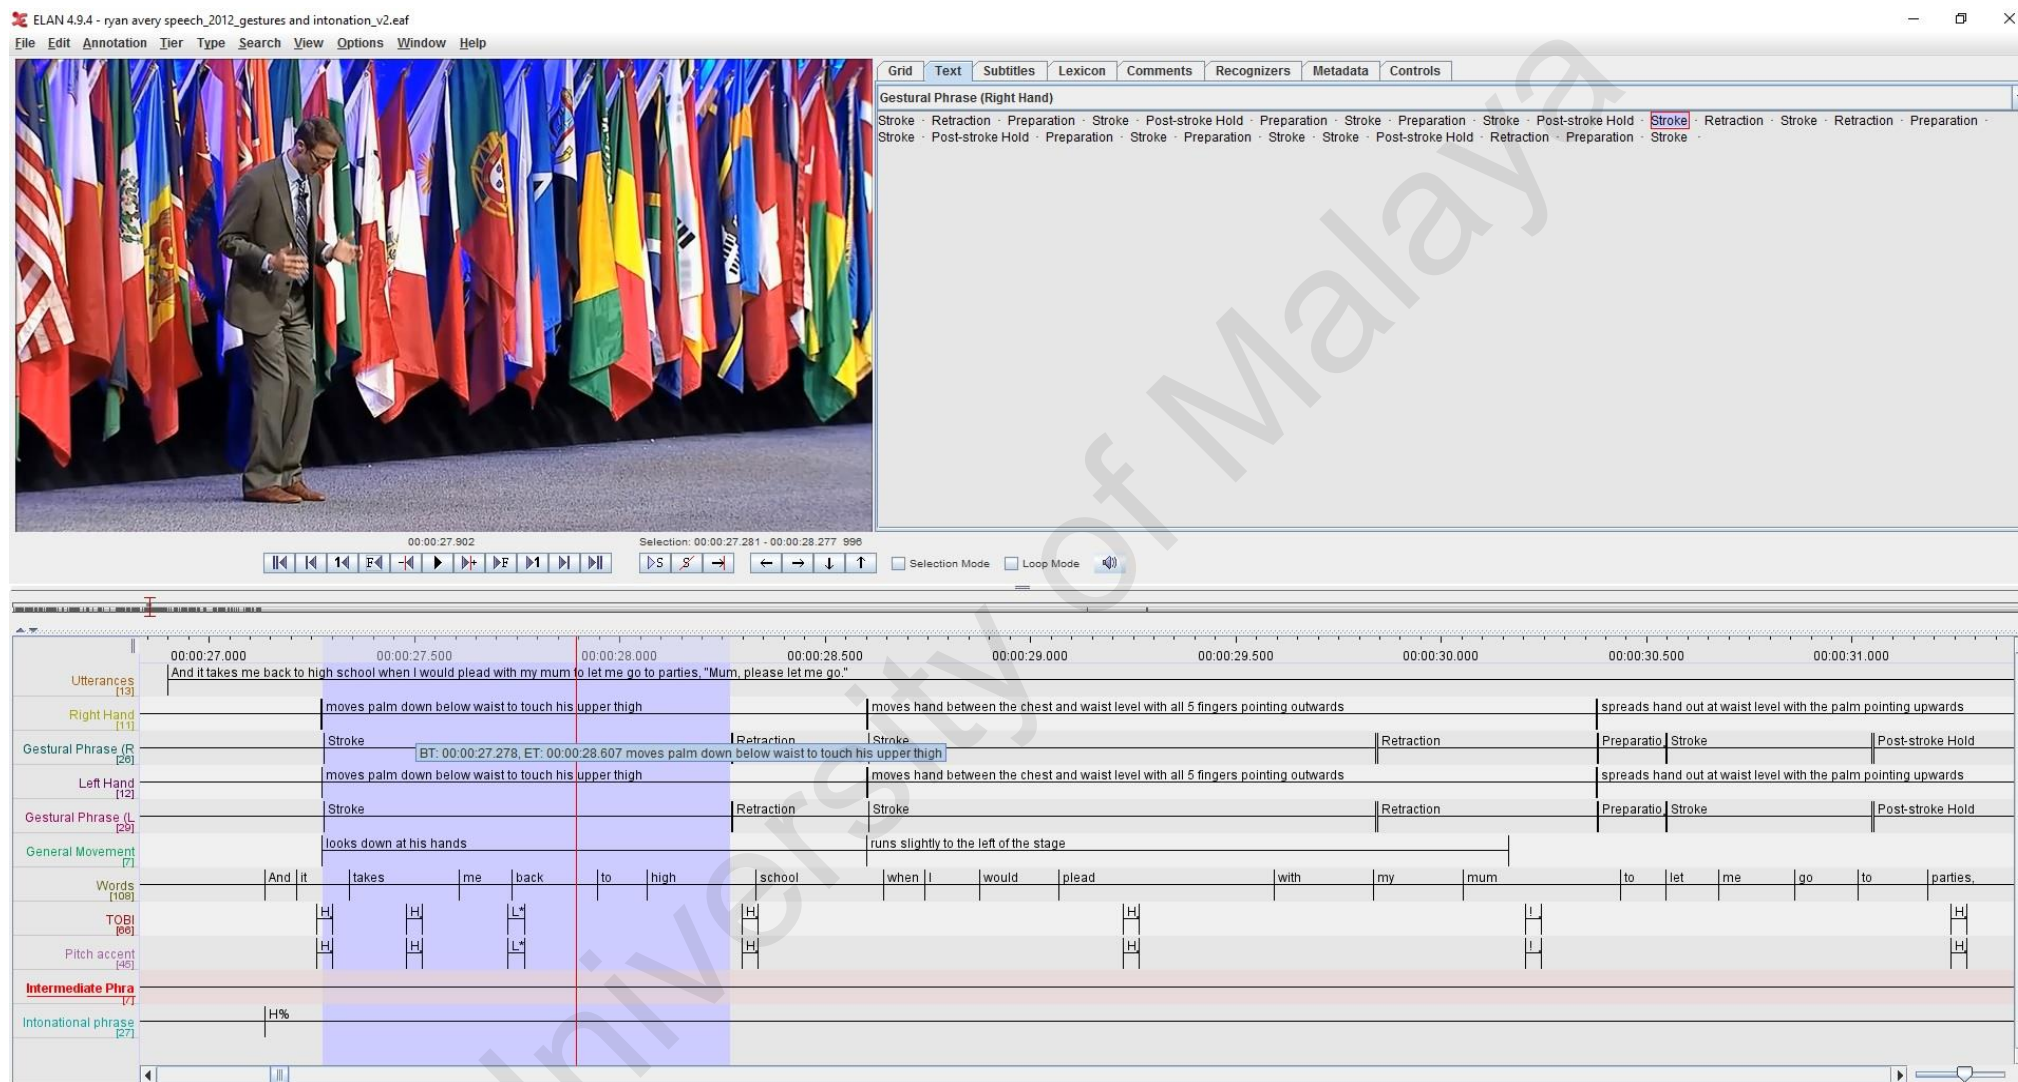 ELAN 4.9.4 - ryan avery speech_2012_gestures and intonation_v2.eaf
File Edit Annotation Tier Type Search View Options Window Help
Grid Text Subtitles Lexicon Comments Recognizers Metadata Controls
Gestural Phrase (Right Hand)
Stroke · Retraction · Preparation · Stroke · Post-stroke Hold · Preparation · Stroke · Preparation · Stroke · Post-stroke Hold · Stroke · Retraction · Stroke · Retraction · Preparation ·
Stroke · Post-stroke Hold · Preparation · Stroke · Preparation · Stroke · Stroke · Post-stroke Hold · Retraction · Preparation · Stroke ·
00:00:27.902 Selection: 00:00:27.281 - 00:00:28.277 996
1 F + F 1 S S Selection Mode Loop Mode
00:00:27.000 00:00:27.500 00:00:28.000 00:00:28.500 00:00:29.000 00:00:29.500 00:00:30.000 00:00:30.500 00:00:31.000
Utterances And it takes me back to high school when I would plead with my mum to let me go to parties, "Mum, please let me go."
[13]
Right Hand moves palm down below waist to touch his upper thigh moves hand between the chest and waist level with all 5 fingers pointing outwards spreads hand out at waist level with the palm pointing upwards
[11]
Gestural Phrase (R Stroke Retraction Stroke Retraction Preparatio Stroke Post-stroke Hold
[26]
BT: 00:00:27.278, ET: 00:00:28.607 moves palm down below waist to touch his upper thigh
Left Hand moves palm down below waist to touch his upper thigh moves hand between the chest and waist level with all 5 fingers pointing outwards spreads hand out at waist level with the palm pointing upwards
[12]
Gestural Phrase (L Stroke Retraction Stroke Retraction Preparatio Stroke Post-stroke Hold
[29]
General Movement looks down at his hands runs slightly to the left of the stage
[7]
Words And it takes me back to high school when I would plead with my mum to let me go to parties,
[108]
TOBI H H L* H H ! H
[66]
Pitch accent H H L* H H ! H
[45]
Intermediate Phra
[7]
Intonational phrase H%
[27]
University of Malaya